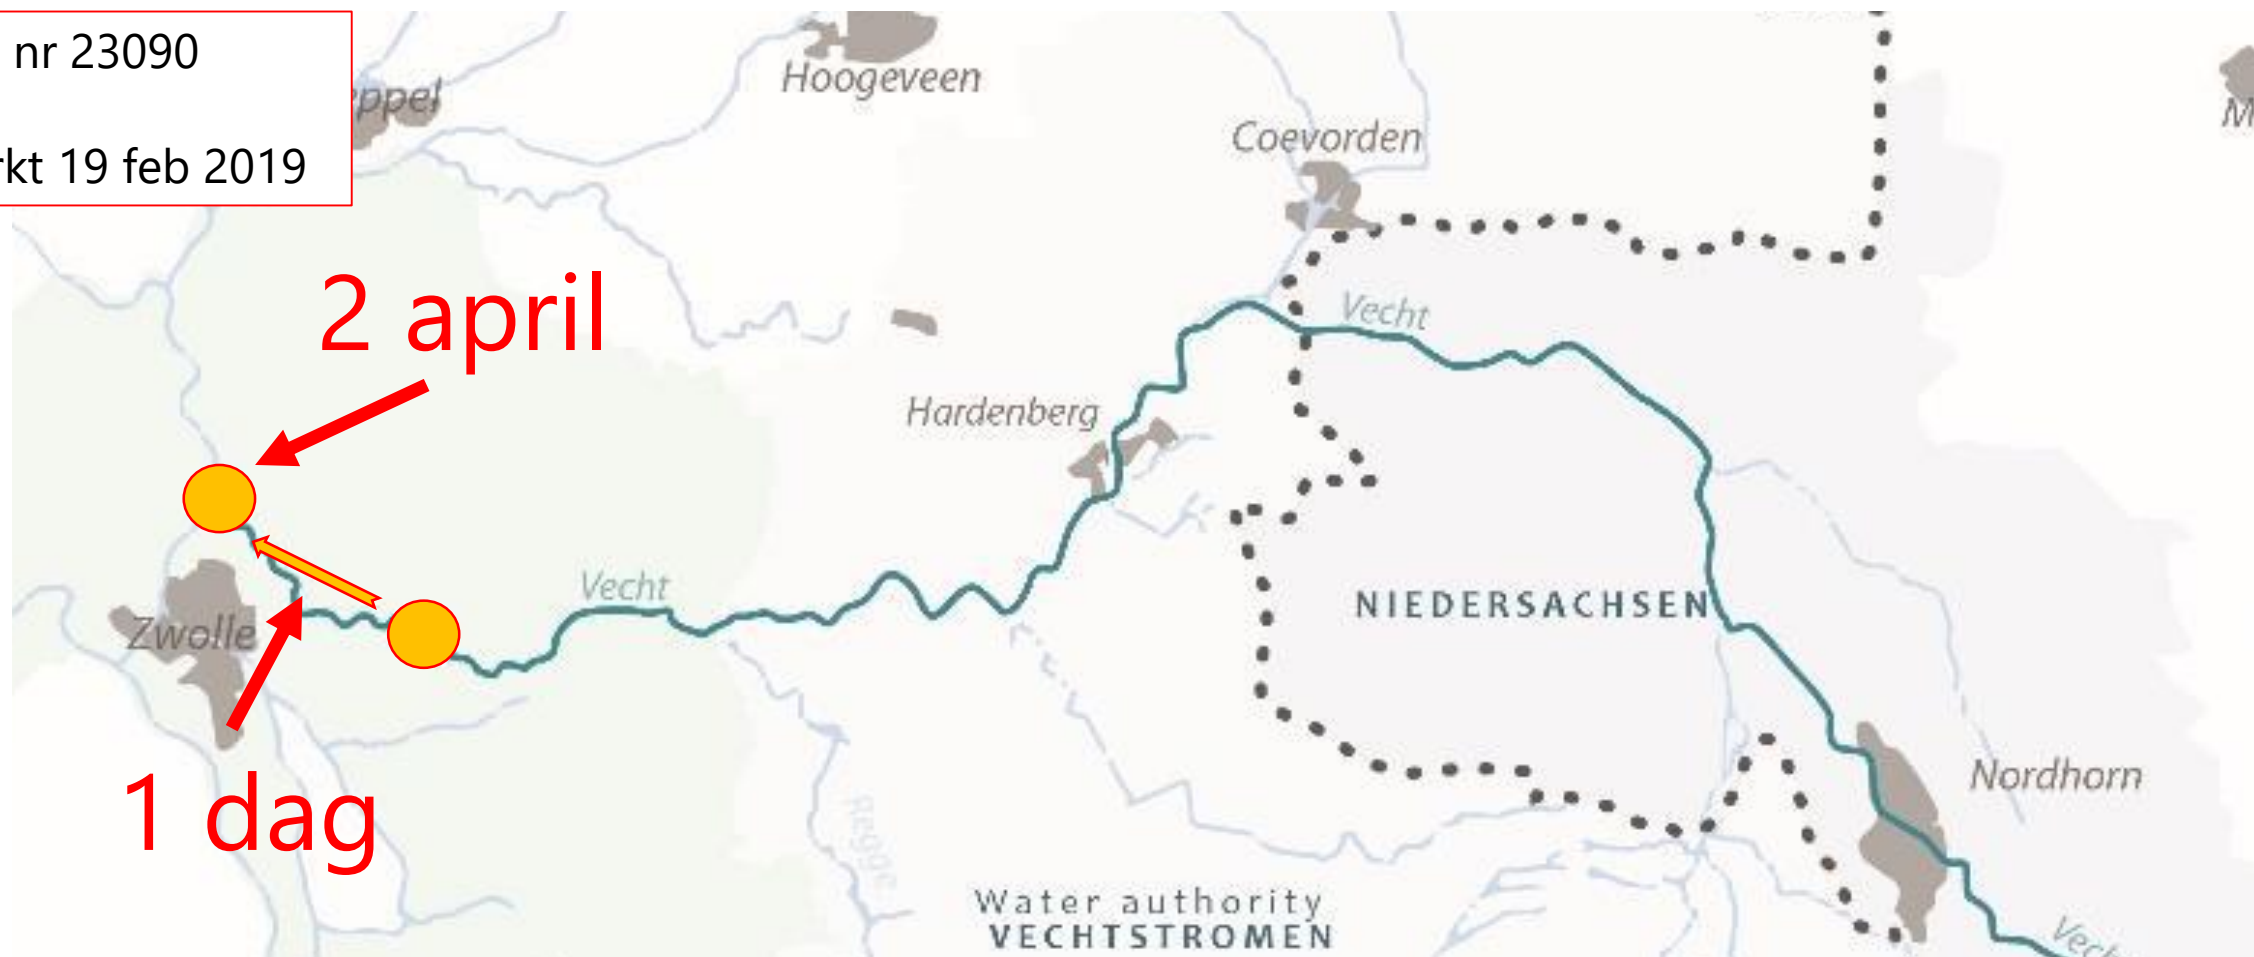 nr 23090
19 feb 2019
Hoogeveen
Coevorden
2 april
Vecht
Hardenberg
Vecht
NIEDERSACHSEN
Zwolle
1 dag
Nordhorn
Regge
Water authority
VECHTSTROMEN